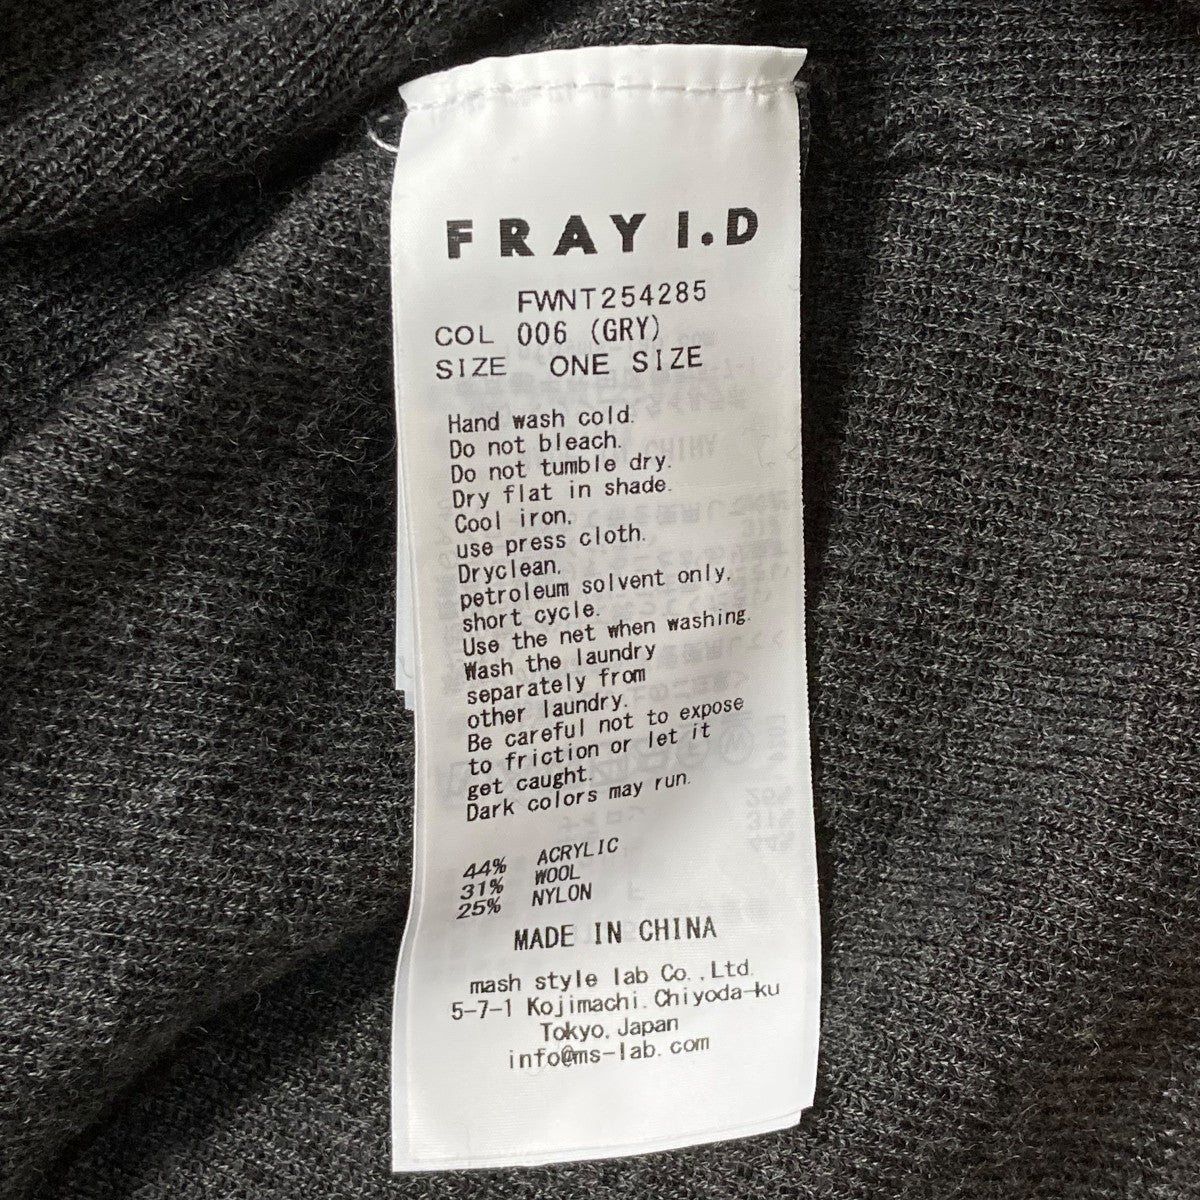 FRAY I.D
FWNT254285
COL 006 (GRY)
SIZE ONE SIZE
Hand wash cold.
Do not bleach.
Do not tumble dry.
Dry flat in shade.
Cool iron.
use press cloth.
Dryclean.
petroleum solvent only.
short cycle.
Use the net when washing.
Wash the laundry
separately from
other laundry.
Be careful not to expose
to friction or let it
get caught.
Dark colors may run.
44% ACRYLIC
31% WOOL
25% NYLON
MADE IN CHINA
mash style lab Co.,Ltd.
5-7-1 Kojimachi.Chiyoda-ku
Tokyo, Japan
info@ms-lab.com